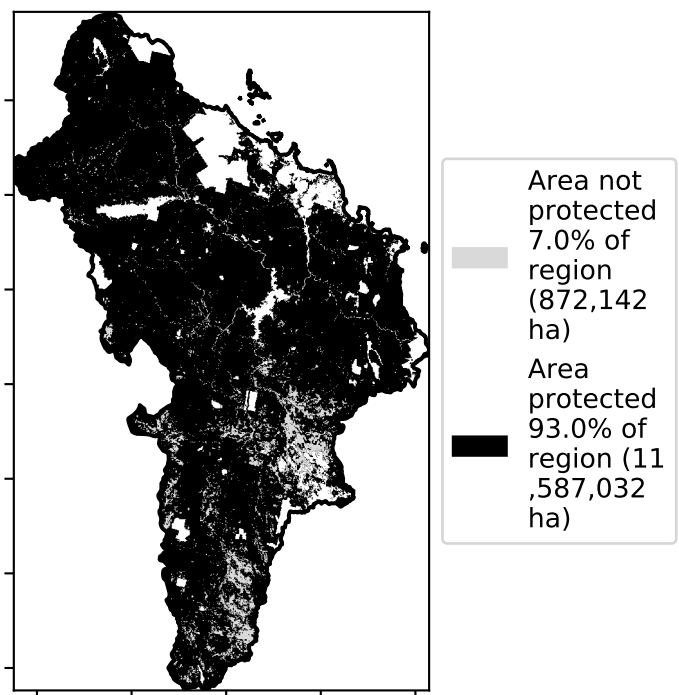 Area not
protected
7.0% of
region
(872,142
ha)
Area
protected
93.0% of
region (11
,587,032
ha)